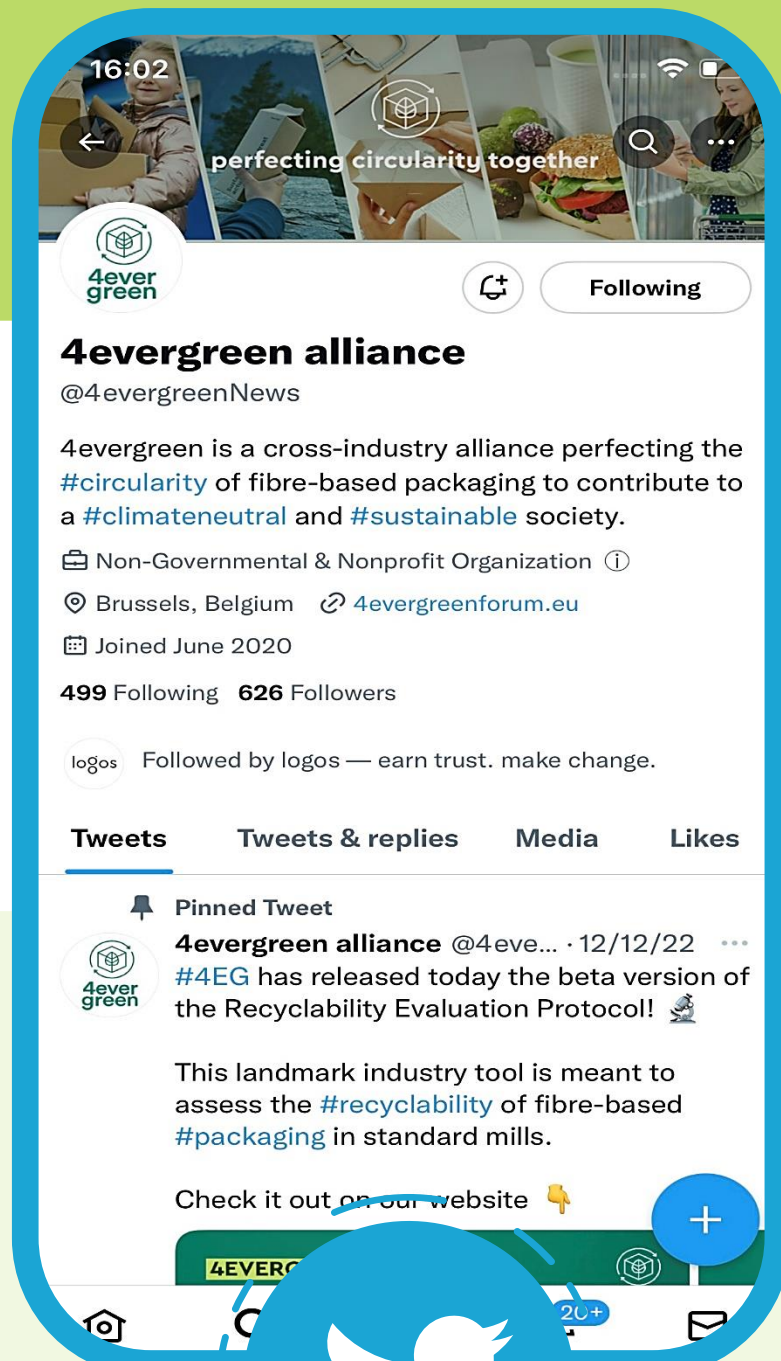 16:02
perfecting circularity together
4ever
green
Following
4evergreen alliance
@4evergreenNews
4evergreen is a cross-industry alliance perfecting the
#circularity of fibre-based packaging to contribute to
a #climateneutral and #sustainable society.
Non-Governmental & Nonprofit Organization
Brussels, Belgium 4evergreenforum.eu
Joined June 2020
499 Following 626 Followers
logos Followed by logos — earn trust. make change.
Tweets Tweets & replies Media Likes
Pinned Tweet
4evergreen alliance @4eve... · 12/12/22
4ever
green
#4EG has released today the beta version of
the Recyclability Evaluation Protocol! 🔬
This landmark industry tool is meant to
assess the #recyclability of fibre-based
#packaging in standard mills.
Check it out on our website 👇
20+